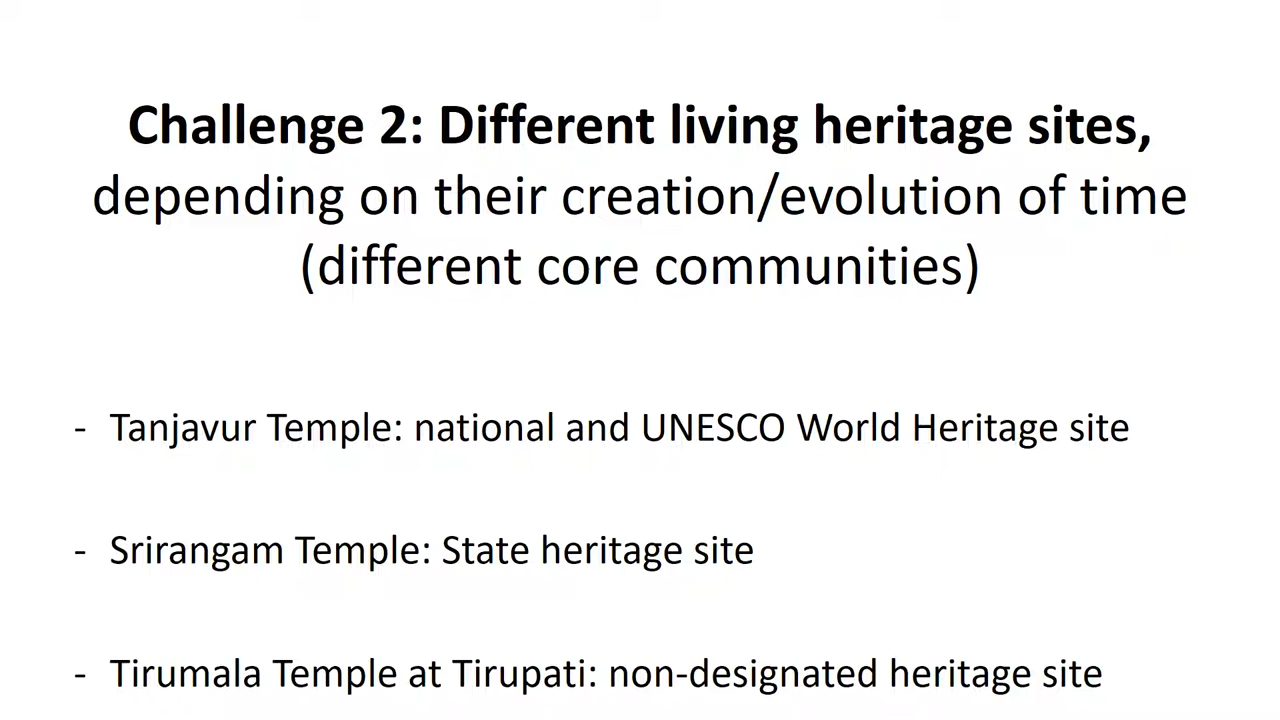 Challenge 2: Different living heritage sites,
depending on their creation/evolution of time
(different core communities)
- Tanjavur Temple: national and UNESCO World Heritage site
- Srirangam Temple: State heritage site
- Tirumala Temple at Tirupati: non-designated heritage site